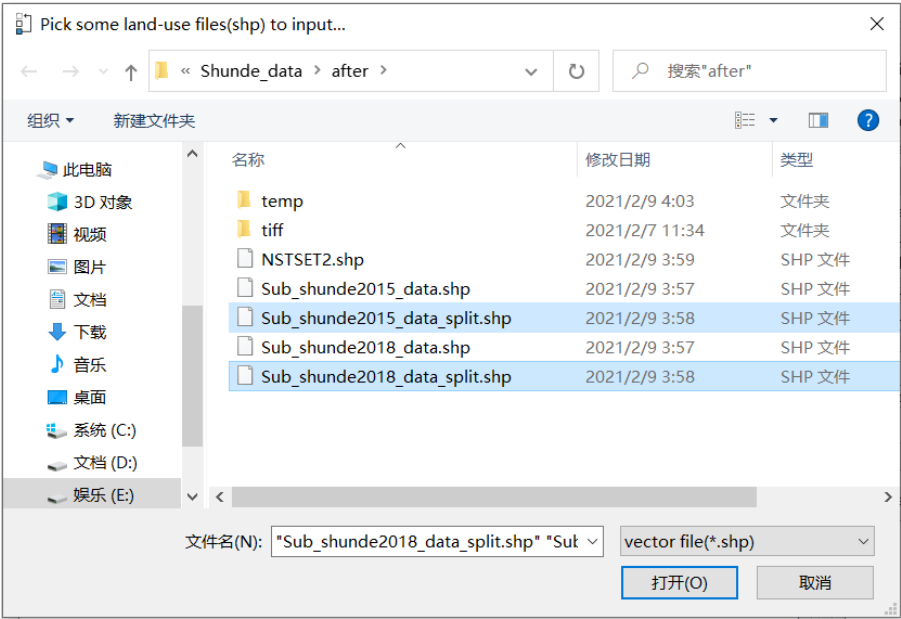 Pick some land-use files(shp) to input...
« Shunde_data > after >
搜索"after"
组织
新建文件夹
?
名称 修改日期 类型
此电脑
3D 对象
视频
图片
文档
下载
音乐
桌面
系统 (C:)
文档 (D:)
娱乐 (E:)
temp 2021/2/9 4:03 文件夹
tiff 2021/2/7 11:34 文件夹
NSTSET2.shp 2021/2/9 3:59 SHP 文件
Sub_shunde2015_data.shp 2021/2/9 3:57 SHP 文件
Sub_shunde2015_data_split.shp 2021/2/9 3:58 SHP 文件
Sub_shunde2018_data.shp 2021/2/9 3:57 SHP 文件
Sub_shunde2018_data_split.shp 2021/2/9 3:58 SHP 文件
文件名(N): "Sub_shunde2018_data_split.shp" "Sub
vector file(*.shp)
打开(O) 取消